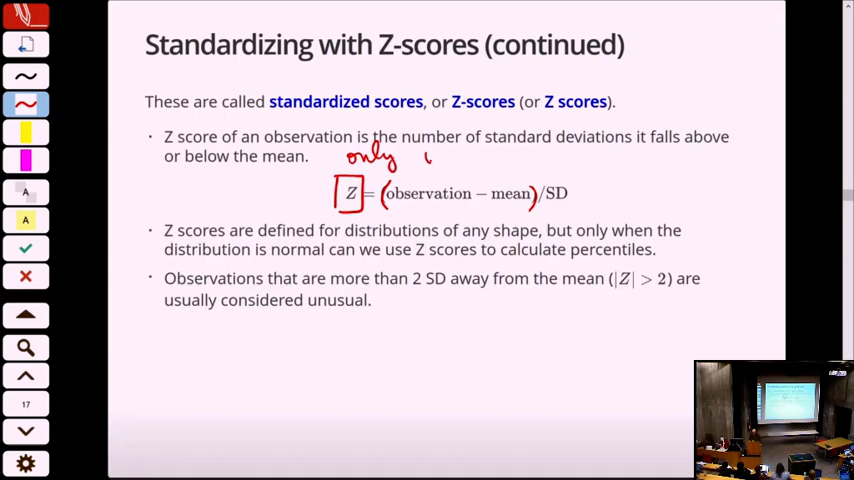 Standardizing with Z-scores (continued)
These are called standardized scores, or Z-scores (or Z scores).
· Z score of an observation is the number of standard deviations it falls above
or below the mean.
only
Z = (observation − mean)/SD
· Z scores are defined for distributions of any shape, but only when the
distribution is normal can we use Z scores to calculate percentiles.
· Observations that are more than 2 SD away from the mean (|Z| > 2) are
usually considered unusual.
A
A
17